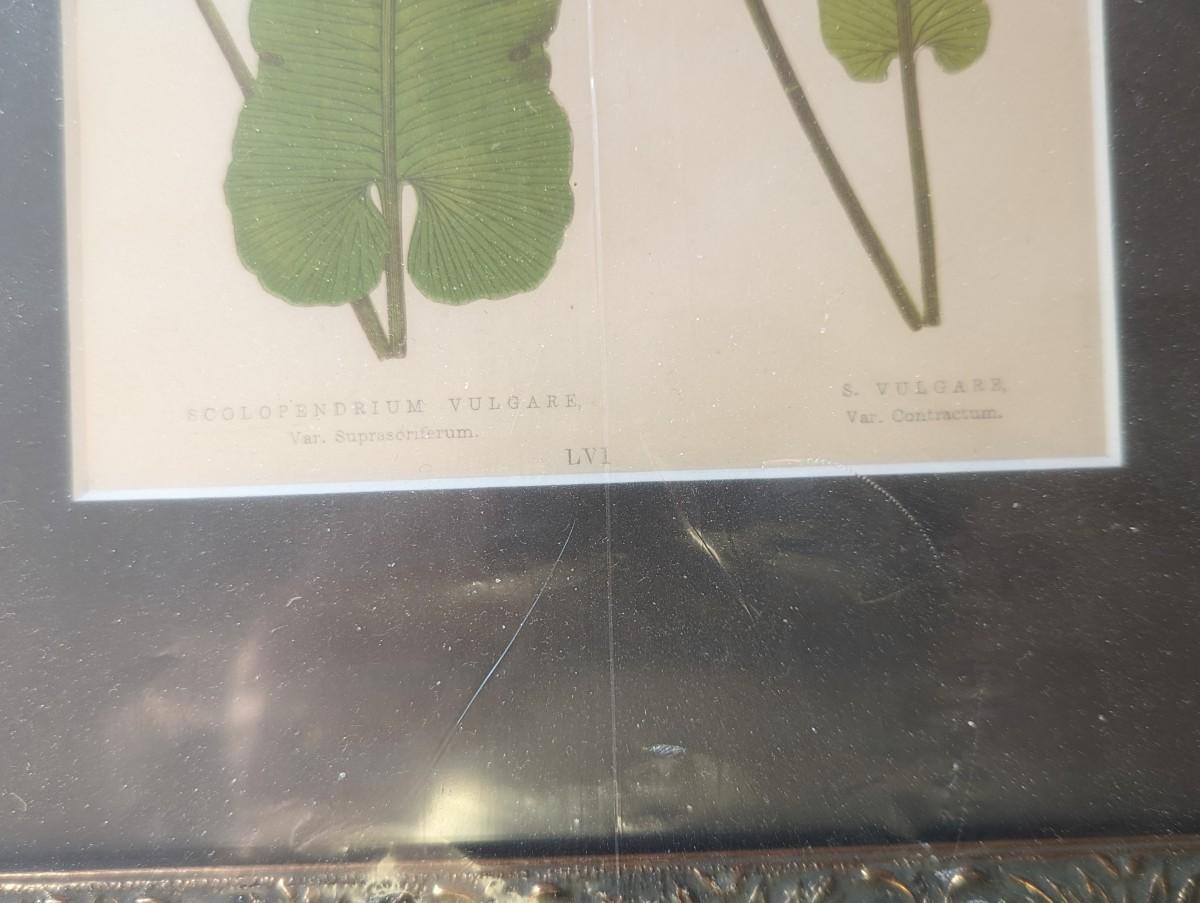 SCOLOPENDRIUM VULGARE,
Var. Suprasoriferum.
S. VULGARE,
Var. Contractum.
LVI